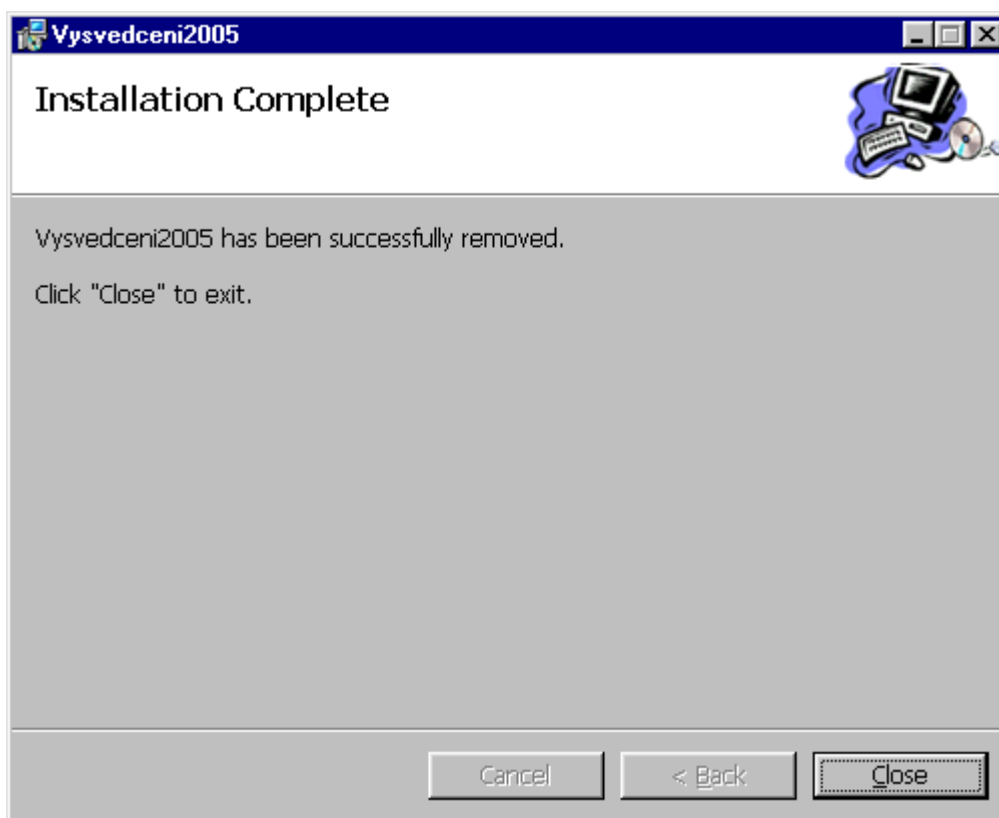 Vysvedceni2005
Installation Complete
Vysvedceni2005 has been successfully removed.
Click "Close" to exit.
Cancel
< Back
Close